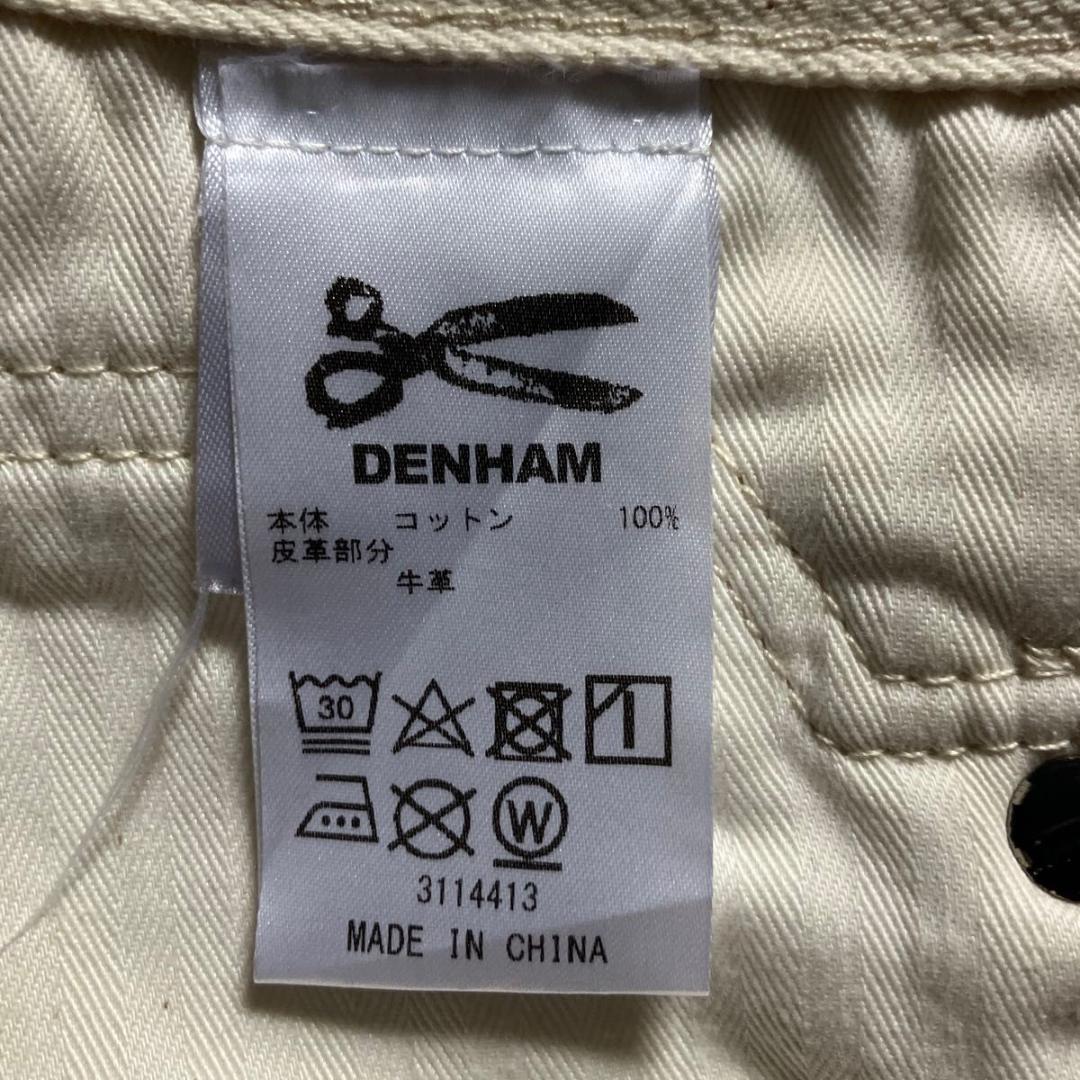 DENHAM
本体 コットン 100%
皮革部分
牛革
30
W
3114413
MADE IN CHINA